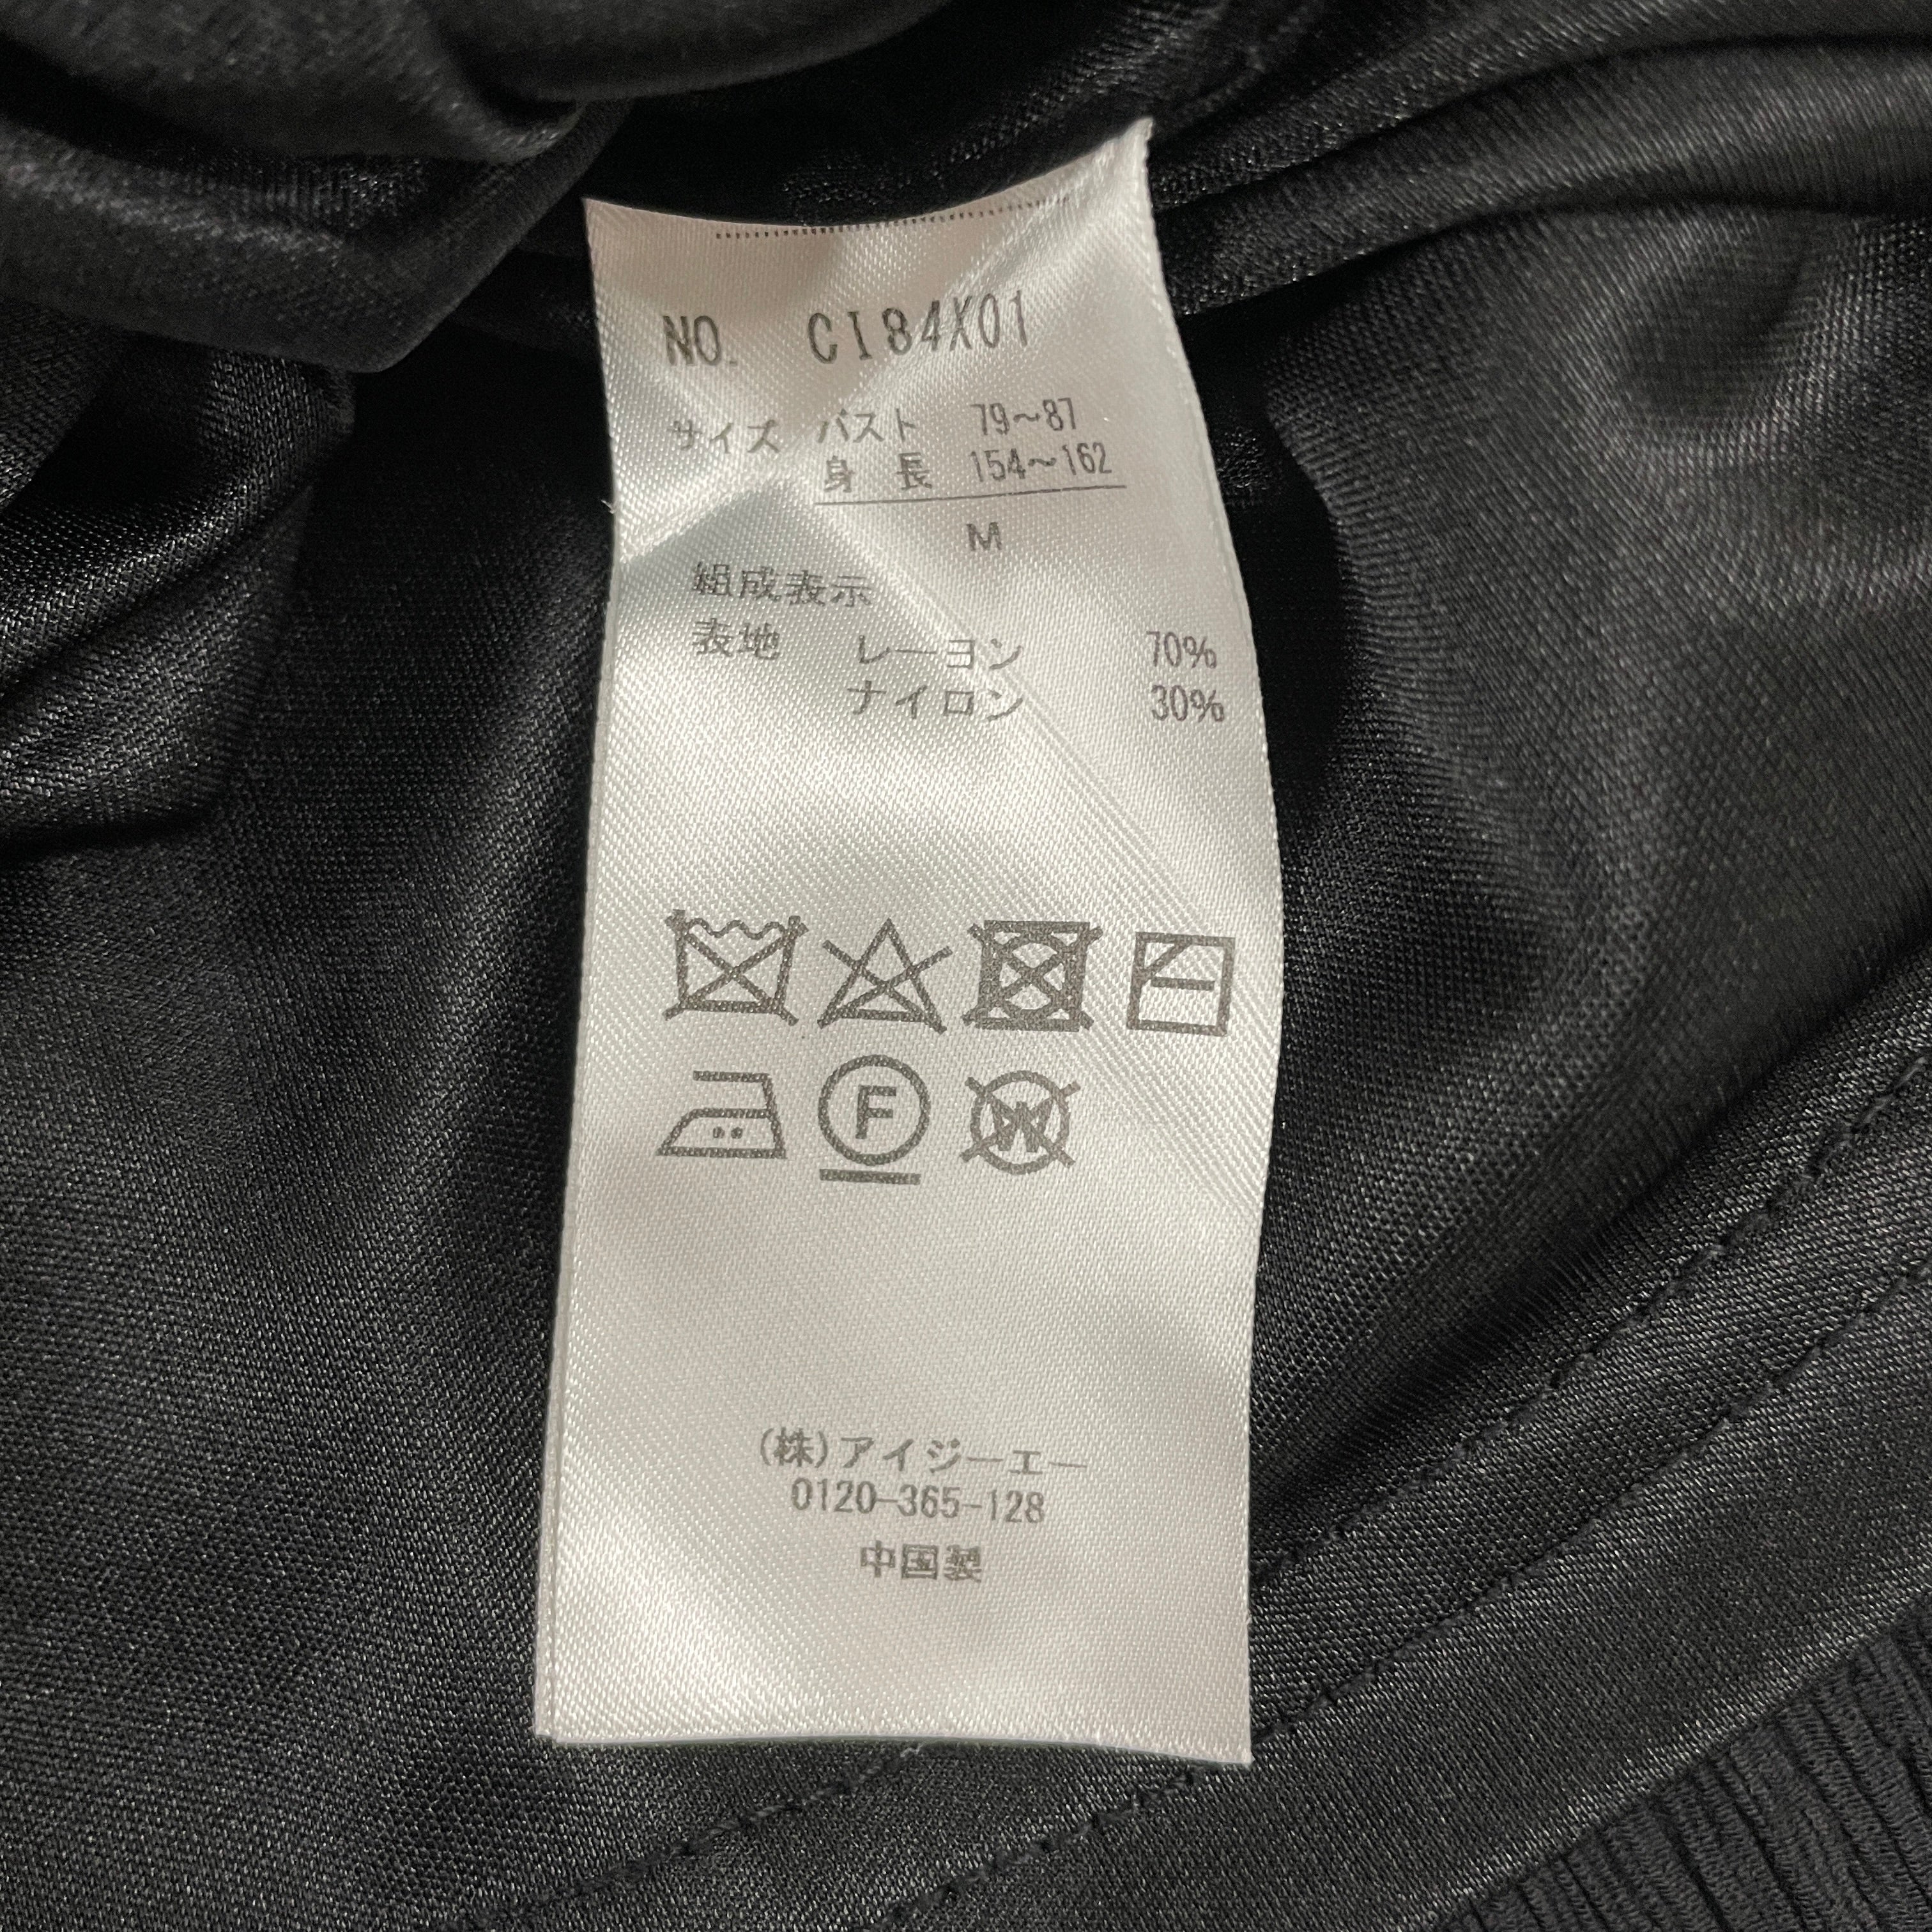 NO. CI84X01
サイズ バスト 79～87
身長 154～162
M
組成表示
表地 レーヨン 70%
ナイロン 30%
F
W
(株)アイジーエー
0120-365-128
中国製